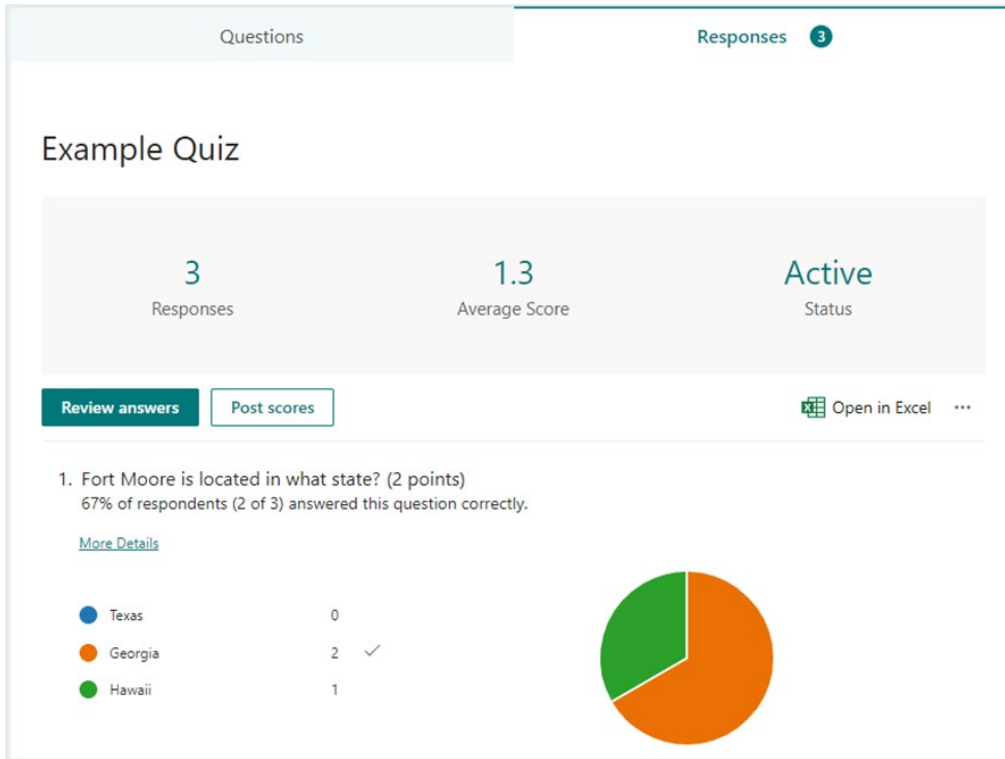 Questions
Responses 3
Example Quiz
3
Responses
1.3
Average Score
Active
Status
Review answers
Post scores
Open in Excel
1. Fort Moore is located in what state? (2 points)
67% of respondents (2 of 3) answered this question correctly.
More Details
Texas 0
Georgia 2
Hawaii 1